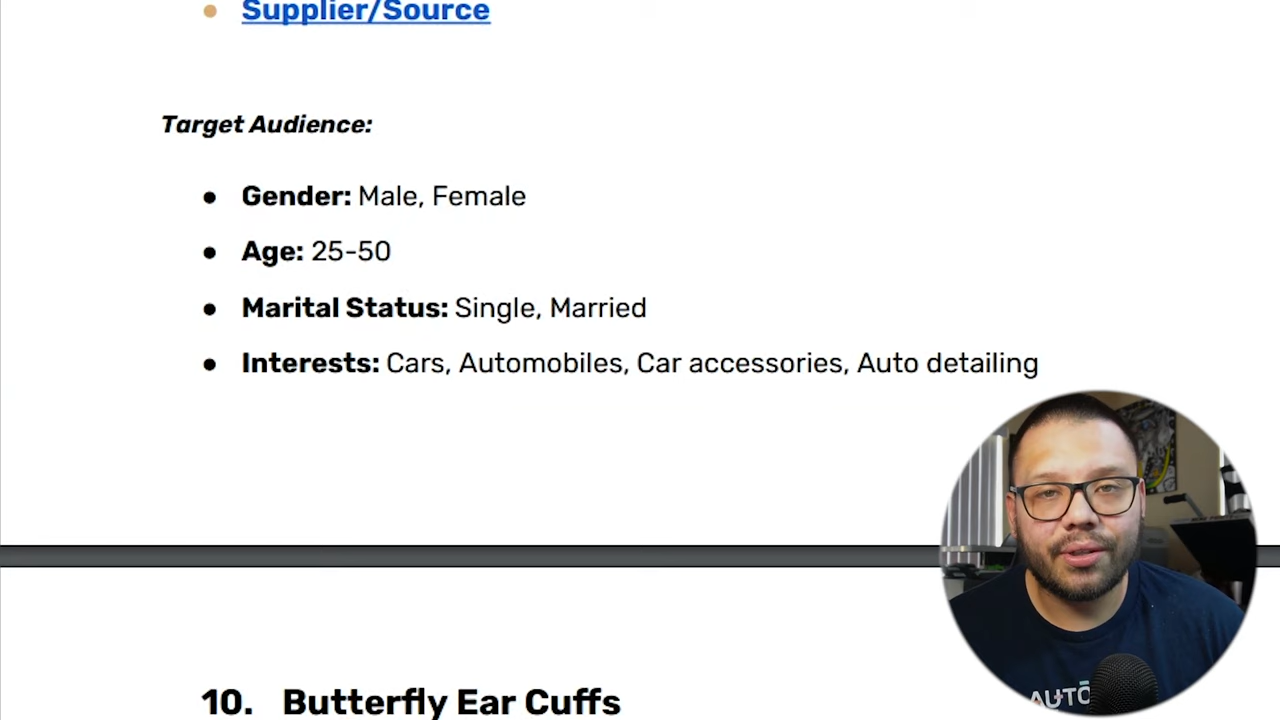 Supplier/Source
Target Audience:
Gender: Male, Female
Age: 25-50
Marital Status: Single, Married
Interests: Cars, Automobiles, Car accessories, Auto detailing
10. Butterfly Ear Cuffs
AUTO